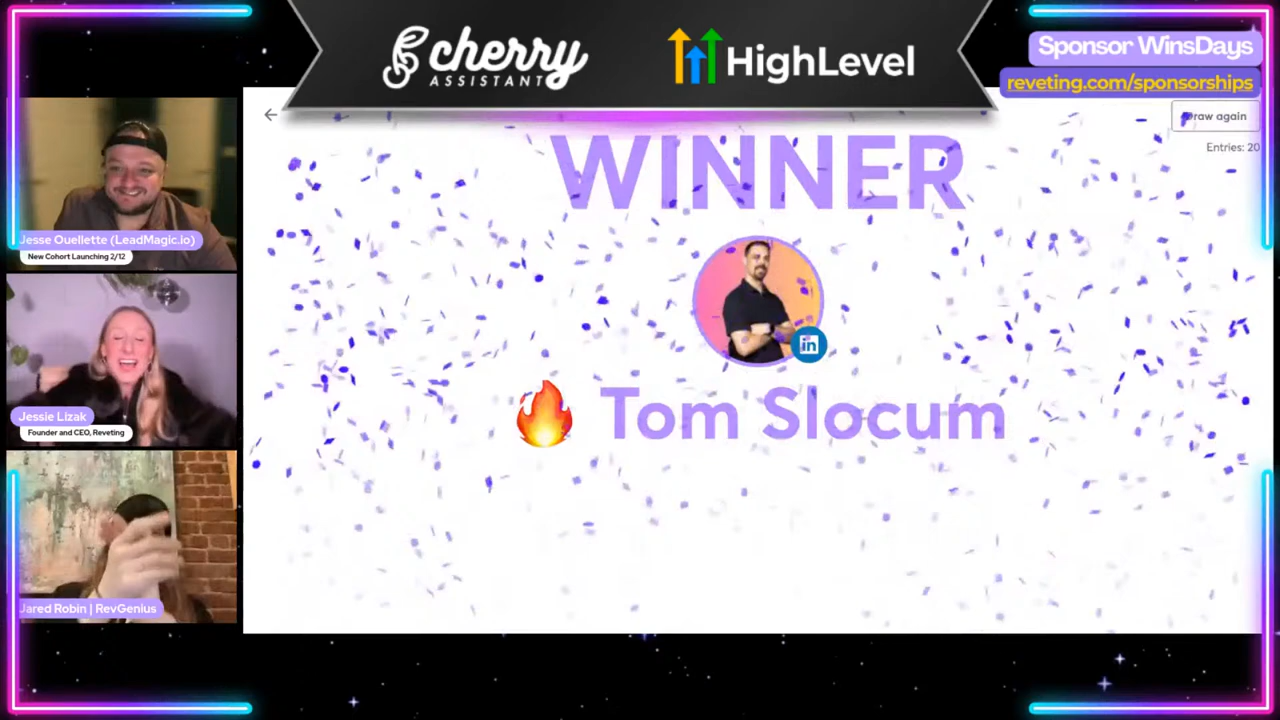 cherry
ASSISTANT
HighLevel
Sponsor WinsDays
reveting.com/sponsorships
Draw again
Entries: 20
WINNER
in
Tom Slocum
Jesse Ouellette (LeadMagic.io)
New Cohort Launching 2/12
Jessie Lizak
Founder and CEO, Reveting
Jared Robin | RevGenius